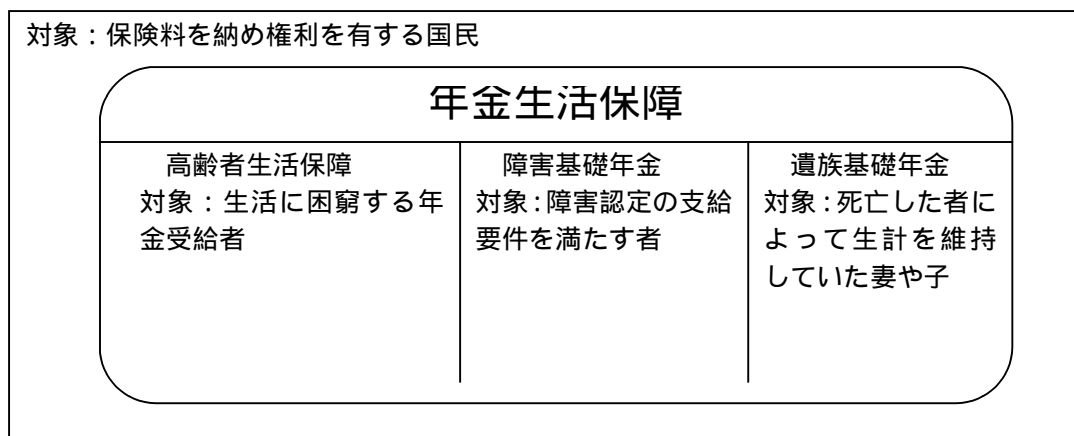 対象：保険料を納め権利を有する国民
年金生活保障
高齢者生活保障
対象：生活に困窮する年
金受給者
障害基礎年金
対象：障害認定の支給
要件を満たす者
遺族基礎年金
対象：死亡した者に
よって生計を維持
していた妻や子